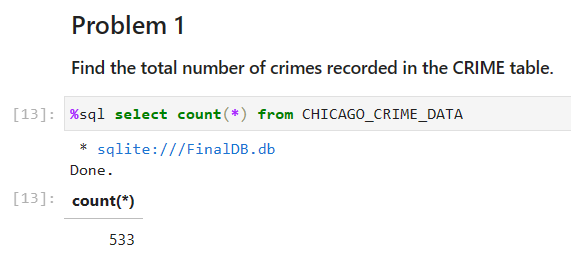 Problem 1
Find the total number of crimes recorded in the CRIME table.
[13]: %sql select count(*) from CHICAGO_CRIME_DATA
* sqlite:///FinalDB.db
Done.
[13]: count(*)
533